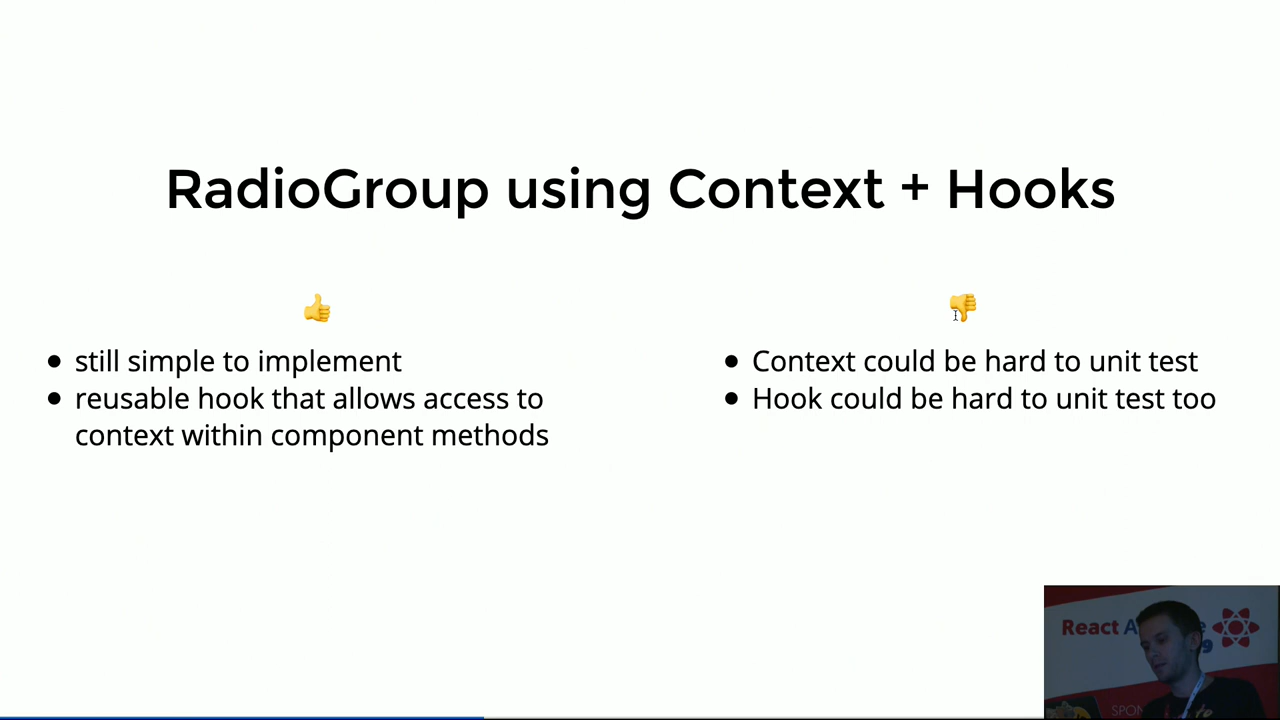 RadioGroup using Context + Hooks
still simple to implement
reusable hook that allows access to
context within component methods
Context could be hard to unit test
Hook could be hard to unit test too
React